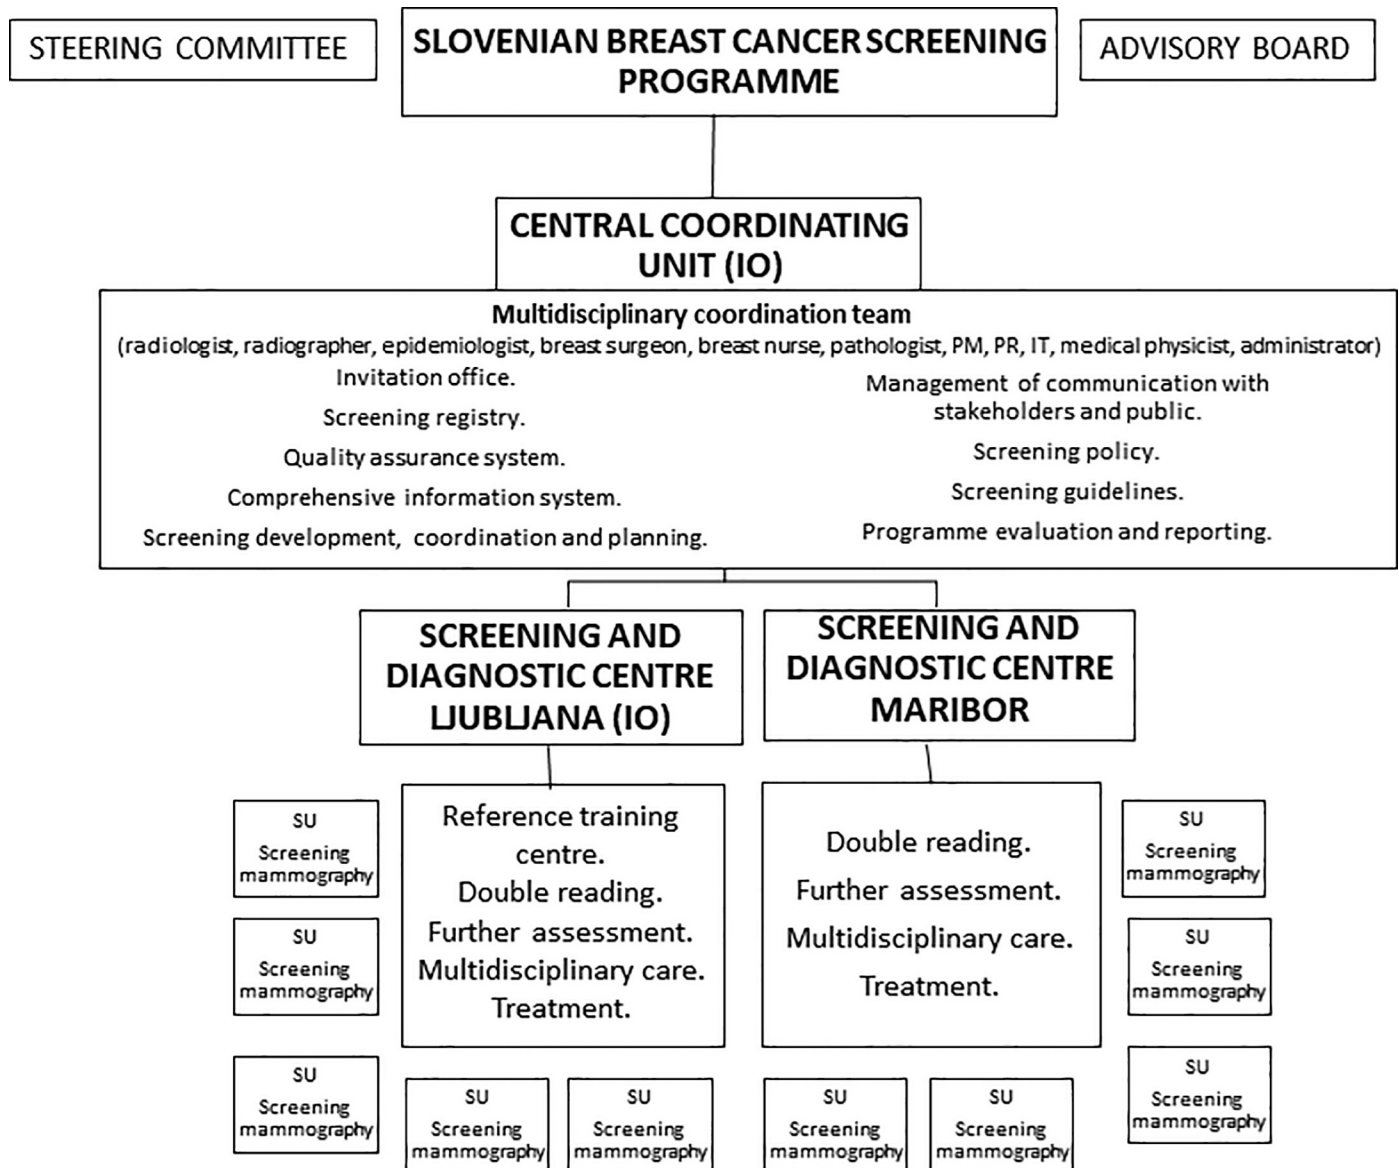 STEERING COMMITTEE
SLOVENIAN BREAST CANCER SCREENING
PROGRAMME
ADVISORY BOARD
CENTRAL COORDINATING
UNIT (IO)
Multidisciplinary coordination team
(radiologist, radiographer, epidemiologist, breast surgeon, breast nurse, pathologist, PM, PR, IT, medical physicist, administrator)
Invitation office.
Screening registry.
Quality assurance system.
Comprehensive information system.
Screening development, coordination and planning.
Management of communication with
stakeholders and public.
Screening policy.
Screening guidelines.
Programme evaluation and reporting.
SCREENING AND
DIAGNOSTIC CENTRE
LJUBLJANA (IO)
SCREENING AND
DIAGNOSTIC CENTRE
MARIBOR
SU
Screening
mammography
SU
Screening
mammography
SU
Screening
mammography
Reference training
centre.
Double reading.
Further assessment.
Multidisciplinary care.
Treatment.
SU
Screening
mammography
SU
Screening
mammography
Double reading.
Further assessment.
Multidisciplinary care.
Treatment.
SU
Screening
mammography
SU
Screening
mammography
SU
Screening
mammography
SU
Screening
mammography
SU
Screening
mammography